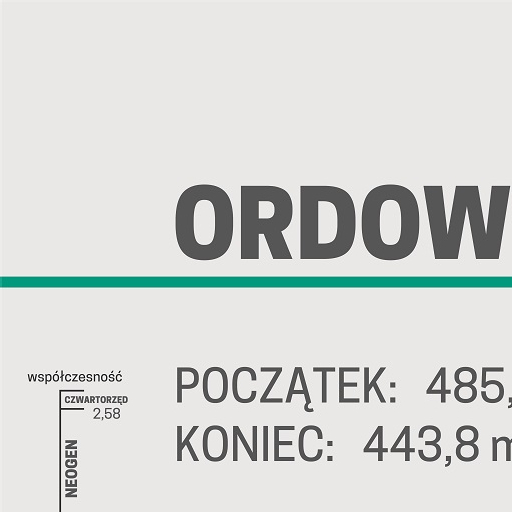 ORDOW
POCZĄTEK: 485,
KONIEC: 443,8 m
współczesność
CZWARTORZĘD
2,58
NEOGEN